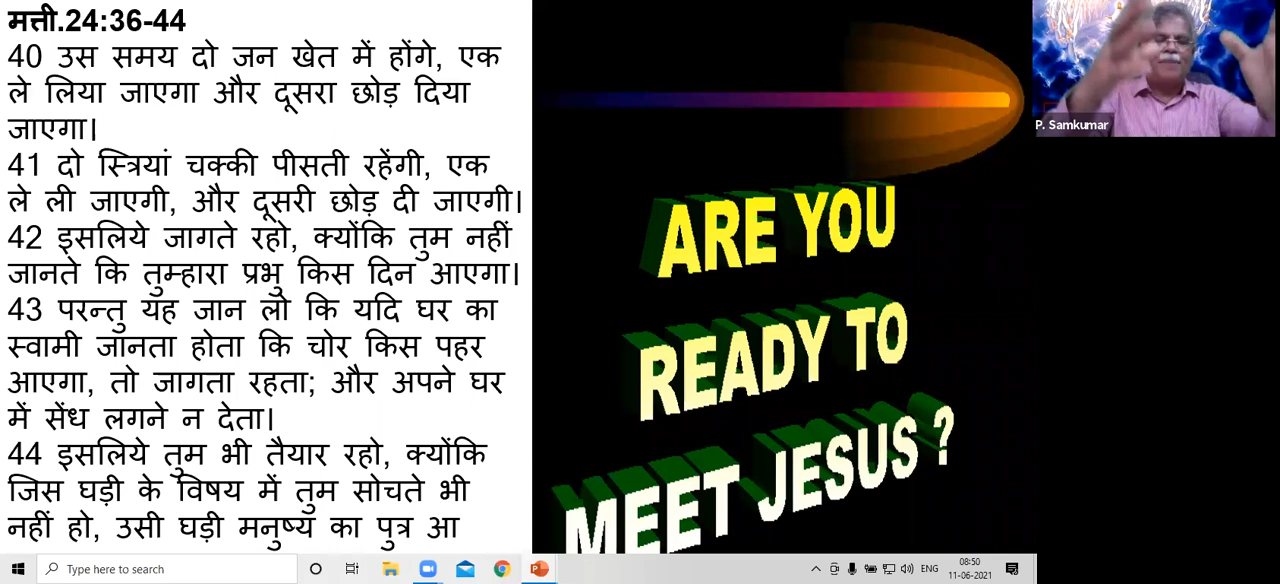 मत्ती.24:36-44
40 उस समय दो जन खेत में होंगे, एक
ले लिया जाएगा और दूसरा छोड़ दिया
जाएगा।
41 दो स्त्रियां चक्की पीसती रहेंगी, एक
ले ली जाएगी, और दूसरी छोड़ दी जाएगी।
42 इसलिये जागते रहो, क्योंकि तुम नहीं
जानते कि तुम्हारा प्रभु किस दिन आएगा।
43 परन्तु यह जान लो कि यदि घर का
स्वामी जानता होता कि चोर किस पहर
आएगा, तो जागता रहता; और अपने घर
में सेंध लगने न देता।
44 इसलिये तुम भी तैयार रहो, क्योंकि
जिस घड़ी के विषय में तुम सोचते भी
नहीं हो, उसी घड़ी मनुष्य का पुत्र आ
ARE YOU
READY TO
MEET JESUS ?
P. Samkumar
Type here to search
ENG
08:50
11-06-2021